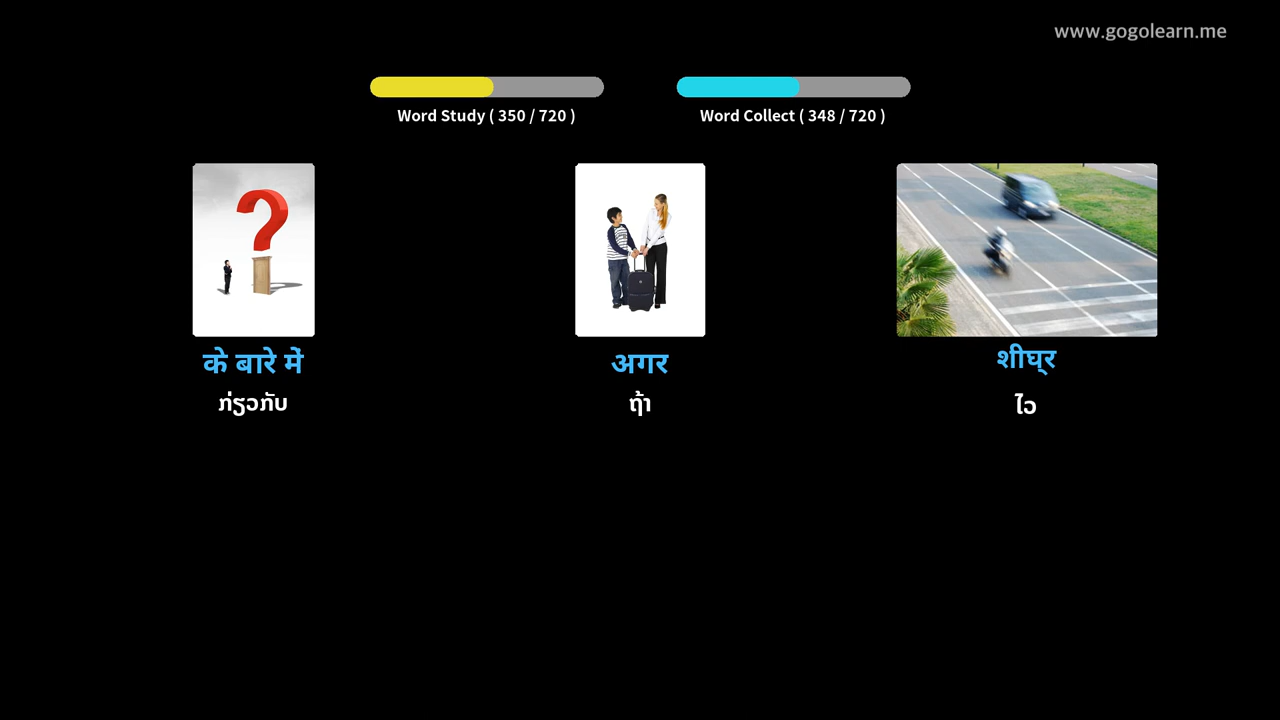 www.gogolearn.me
Word Study ( 350 / 720 )
Word Collect ( 348 / 720 )
के बारे में
ກ່ຽວກັບ
अगर
ຖ້າ
शीघ्र
ໄວ